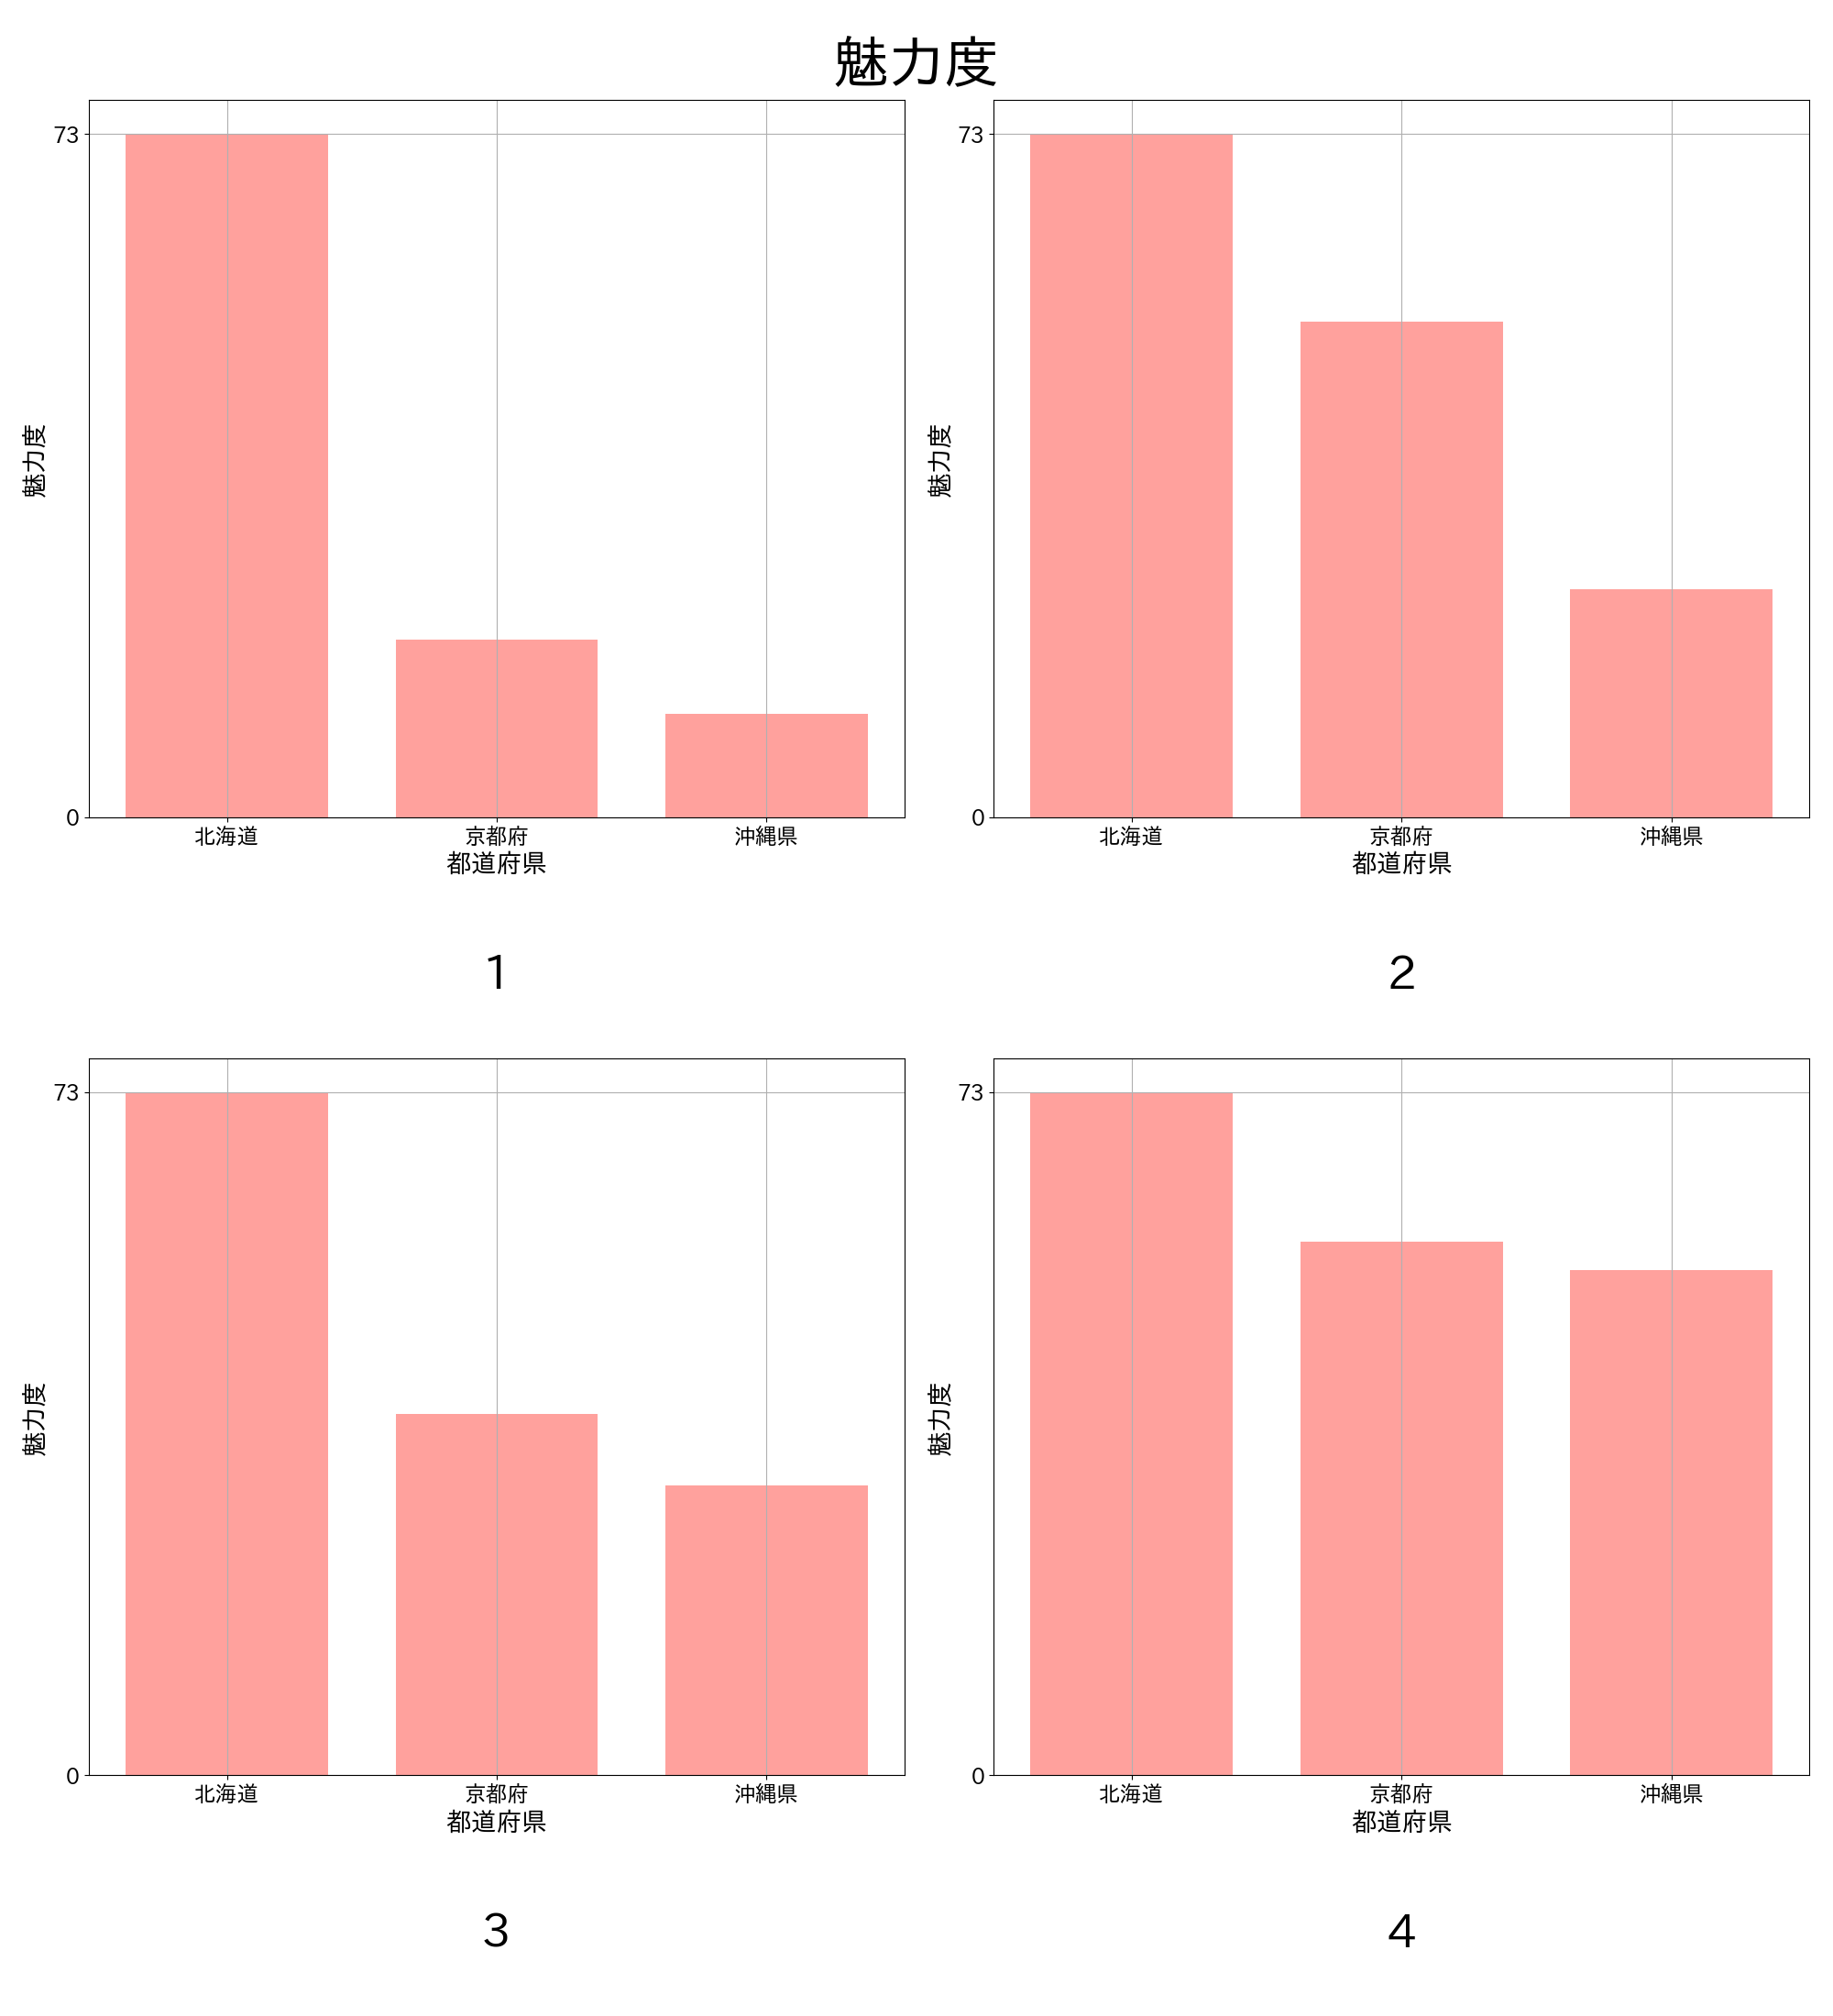 魅力度
73
魅力度
0
北海道 京都府 沖縄県
都道府県
1
73
魅力度
0
北海道 京都府 沖縄県
都道府県
2
73
魅力度
0
北海道 京都府 沖縄県
都道府県
3
73
魅力度
0
北海道 京都府 沖縄県
都道府県
4